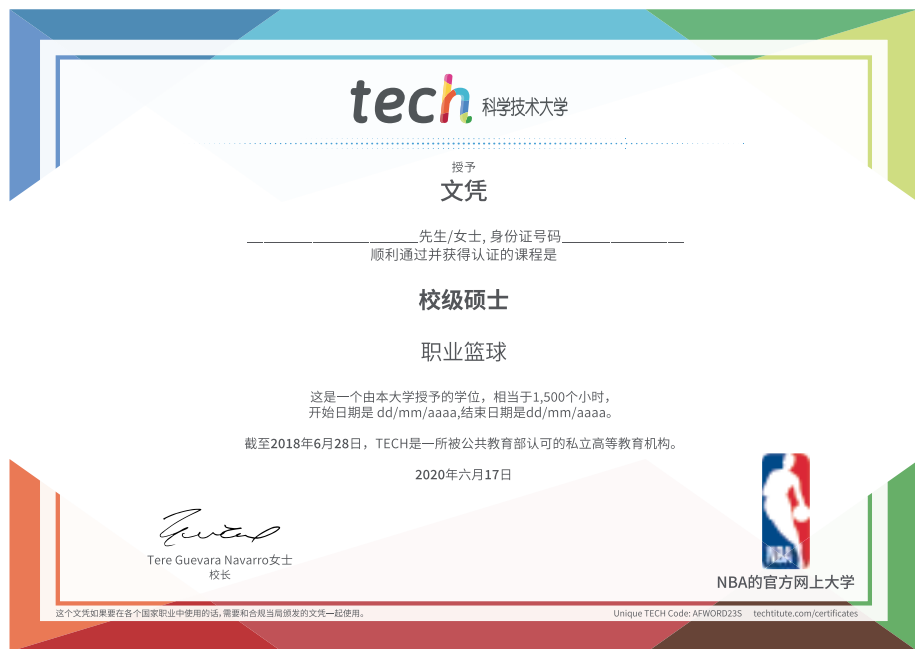 tech 科学技术大学
授予
文凭
______________________先生/女士, 身份证号码________________
顺利通过并获得认证的课程是
校级硕士
职业篮球
这是一个由本大学授予的学位，相当于1,500个小时，
开始日期是 dd/mm/aaaa,结束日期是dd/mm/aaaa。
截至2018年6月28日，TECH是一所被公共教育部认可的私立高等教育机构。
2020年六月17日
Tere Guevara Navarro女士
校长
NBA
NBA的官方网上大学
这个文凭如果要在各个国家职业中使用的话,需要和合规当局颁发的文凭一起使用。
Unique TECH Code: AFWORD23S techtitute.com/certificates